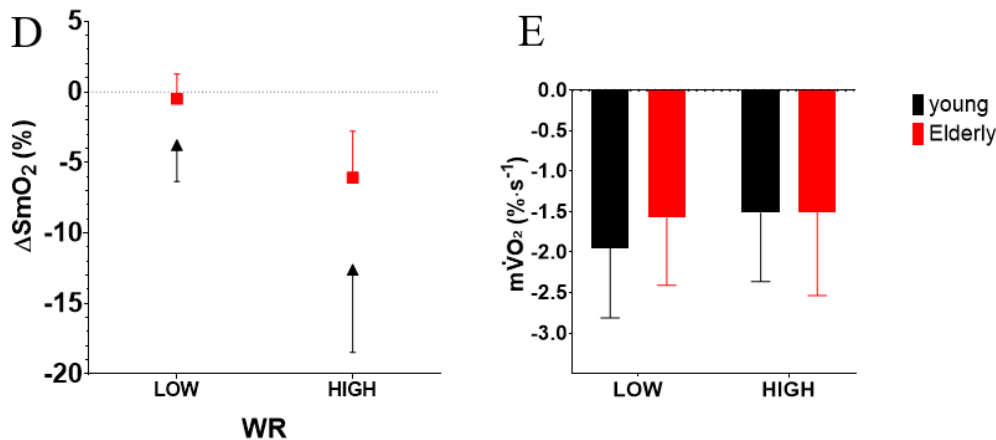 D
5
0
-5
-10
-15
-20
ΔSmO₂ (%)
LOW HIGH
WR
E
0.0
-0.5
-1.0
-1.5
-2.0
-2.5
-3.0
mV̇O₂ (%·s⁻¹)
LOW HIGH
young
Elderly